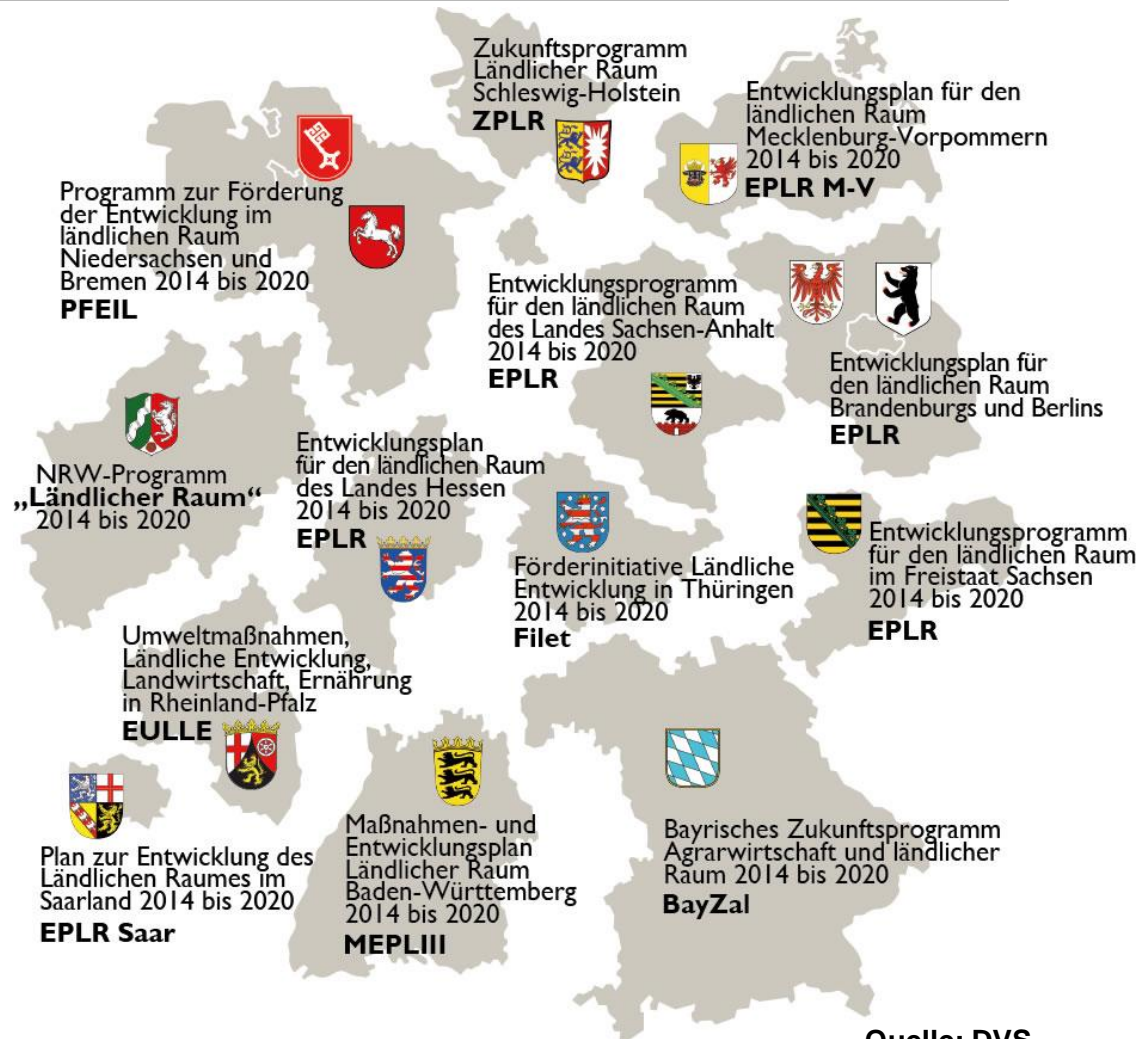 Zukunftsprogramm
Ländlicher Raum
Schleswig-Holstein
ZPLR
Entwicklungsplan für den
ländlichen Raum
Mecklenburg-Vorpommern
2014 bis 2020
EPLR M-V
Programm zur Förderung
der Entwicklung im
ländlichen Raum
Niedersachsen und
Bremen 2014 bis 2020
PFEIL
Entwicklungsprogramm
für den ländlichen Raum
des Landes Sachsen-Anhalt
2014 bis 2020
EPLR
Entwicklungsplan für
den ländlichen Raum
Brandenburgs und Berlins
EPLR
NRW-Programm
„Ländlicher Raum“
2014 bis 2020
Entwicklungsplan
für den ländlichen Raum
des Landes Hessen
2014 bis 2020
EPLR
Förderinitiative Ländliche
Entwicklung in Thüringen
2014 bis 2020
Filet
Entwicklungsprogramm
für den ländlichen Raum
im Freistaat Sachsen
2014 bis 2020
EPLR
Umweltmaßnahmen,
Ländliche Entwicklung,
Landwirtschaft, Ernährung
in Rheinland-Pfalz
EULLE
Plan zur Entwicklung des
Ländlichen Raumes im
Saarland 2014 bis 2020
EPLR Saar
Maßnahmen- und
Entwicklungsplan
Ländlicher Raum
Baden-Württemberg
2014 bis 2020
MEPLIII
Bayrisches Zukunftsprogramm
Agrarwirtschaft und ländlicher
Raum 2014 bis 2020
BayZal
Quelle: DVS